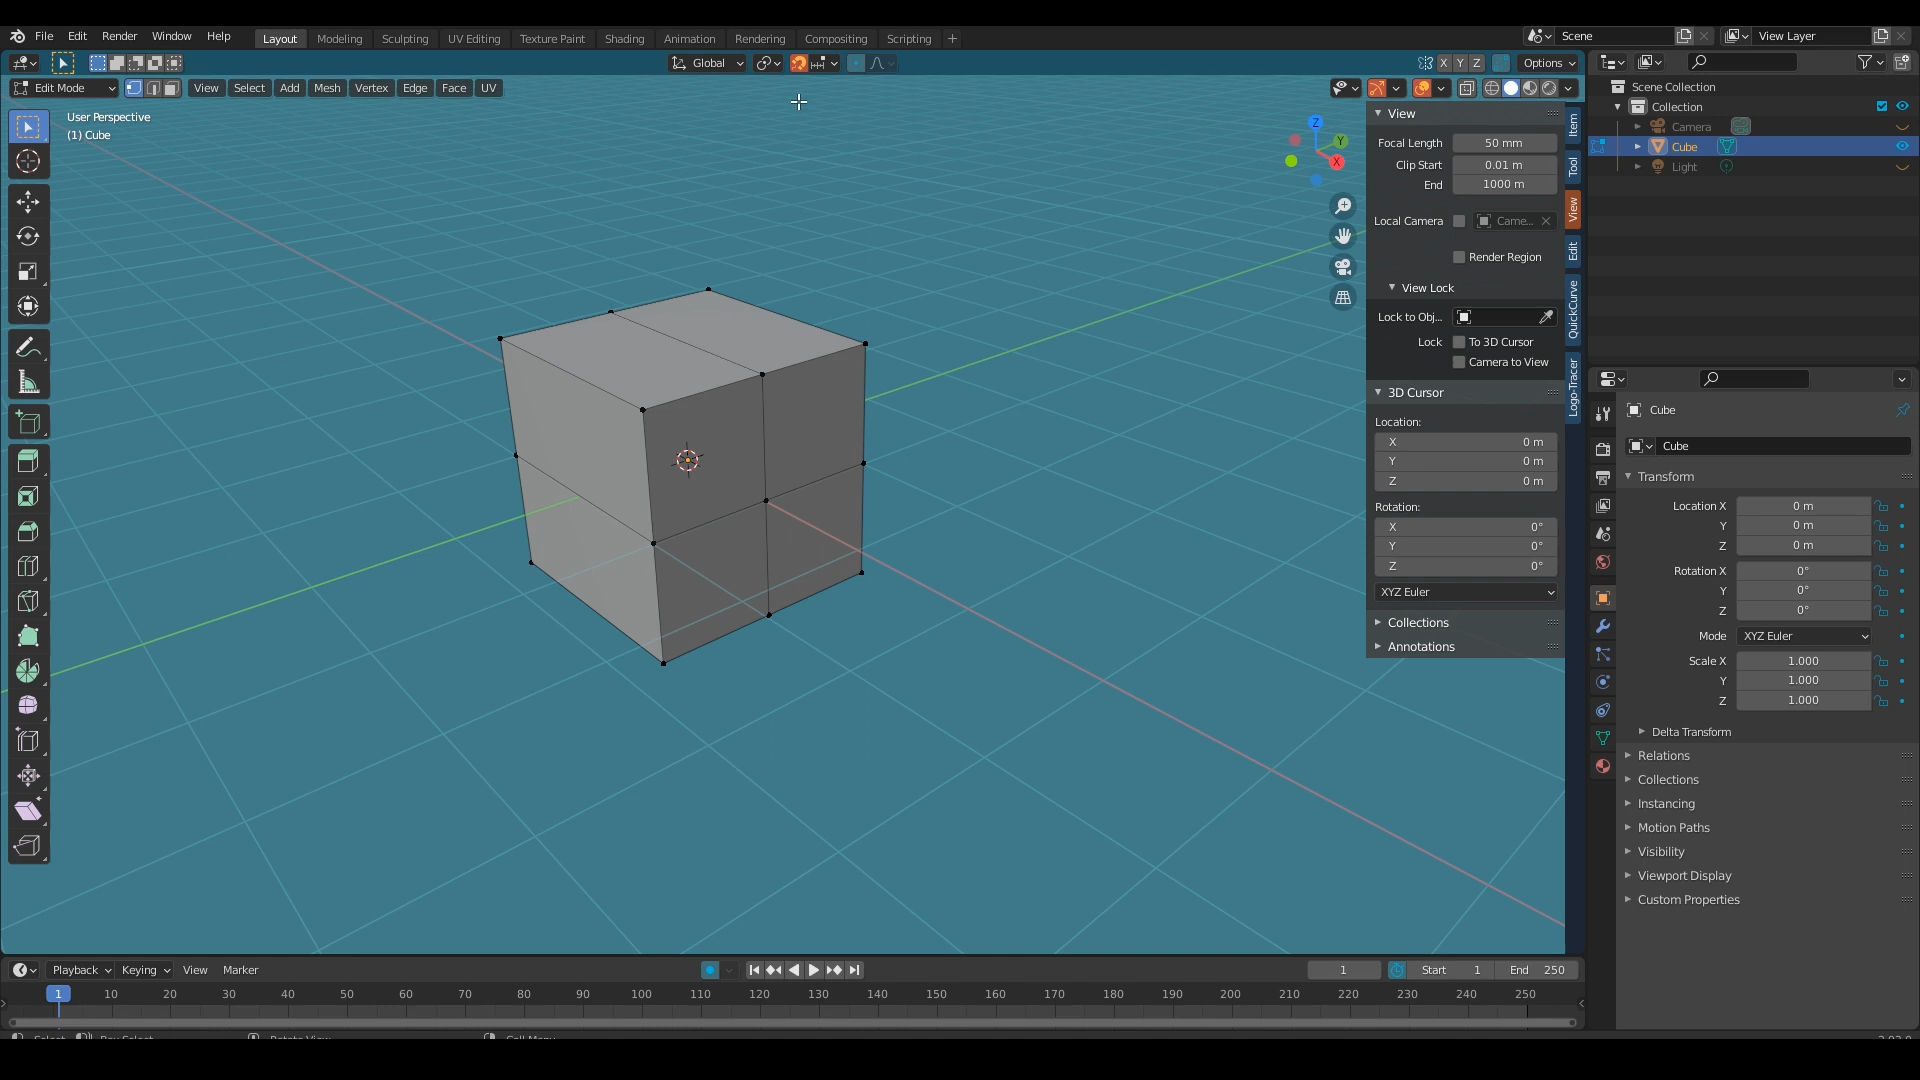 File Edit Render Window Help Layout Modeling Sculpting UV Editing Texture Paint Shading Animation Rendering Compositing Scripting + Scene View Layer
Global X Y Z Options
Edit Mode View Select Add Mesh Vertex Edge Face UV
User Perspective
(1) Cube
Z
Y
X
View
Focal Length 50 mm
Clip Start 0.01 m
End 1000 m
Local Camera Came...
Render Region
View Lock
Lock to Obj...
Lock To 3D Cursor
Camera to View
3D Cursor
Location:
X 0 m
Y 0 m
Z 0 m
Rotation:
X 0°
Y 0°
Z 0°
XYZ Euler
Collections
Annotations
Item
Tool
View
Edit
QuickCurve
Logo-Tracer
Scene Collection
Collection
Camera
Cube
Light
Cube
Cube
Transform
Location X 0 m
Y 0 m
Z 0 m
Rotation X 0°
Y 0°
Z 0°
Mode XYZ Euler
Scale X 1.000
Y 1.000
Z 1.000
Delta Transform
Relations
Collections
Instancing
Motion Paths
Visibility
Viewport Display
Custom Properties
Playback Keying View Marker 1 Start 1 End 250
1 10 20 30 40 50 60 70 80 90 100 110 120 130 140 150 160 170 180 190 200 210 220 230 240 250